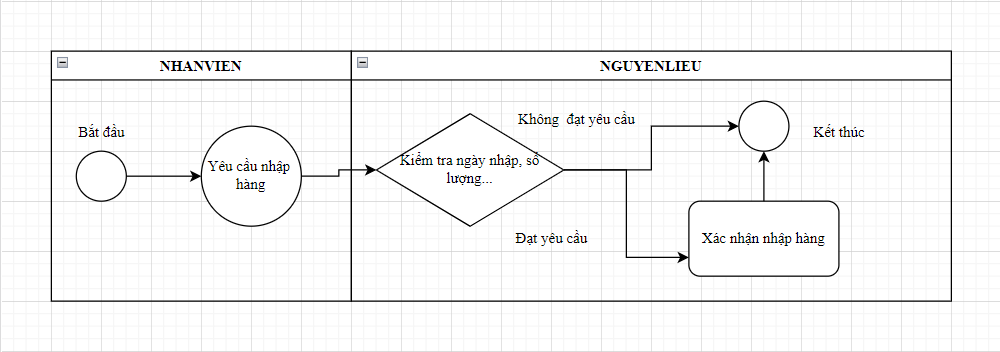 NHANVIEN
NGUYENLIEU
Bắt đầu
Yêu cầu nhập
hàng
Kiểm tra ngày nhập, số
lượng...
Không đạt yêu cầu
Kết thúc
Đạt yêu cầu
Xác nhận nhập hàng